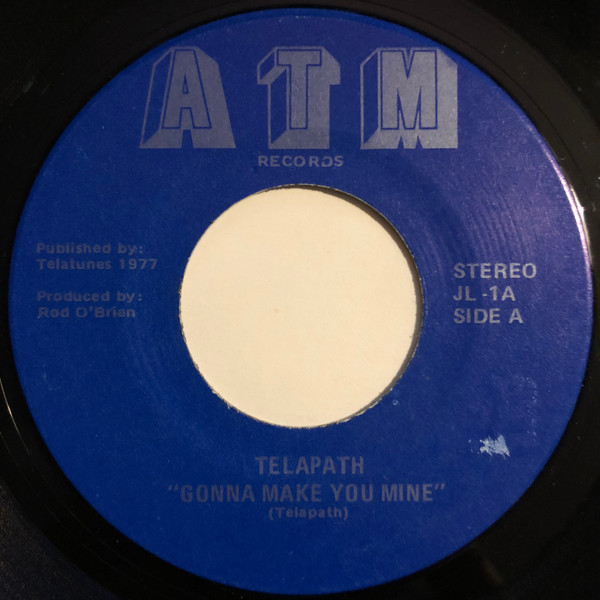 ATM
RECORDS
Published by:
Telatunes 1977
Produced by:
Rod O'Brien
STEREO
JL-1A
SIDE A
TELAPATH
"GONNA MAKE YOU MINE"
(Telapath)